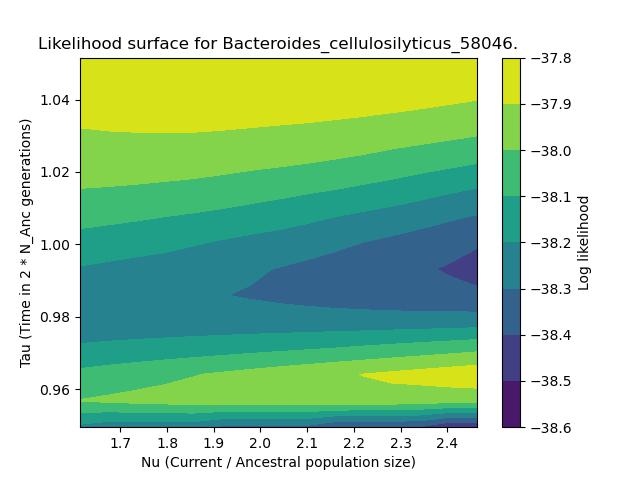 Likelihood surface for Bacteroides_cellulosilyticus_58046.
Tau (Time in 2 * N_Anc generations)
1.04
1.02
1.00
0.98
0.96
1.7 1.8 1.9 2.0 2.1 2.2 2.3 2.4
Nu (Current / Ancestral population size)
−37.8
−37.9
−38.0
−38.1
−38.2
−38.3
−38.4
−38.5
−38.6
Log likelihood